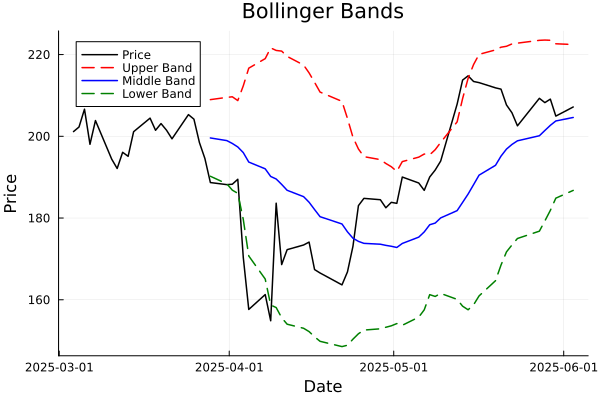 Bollinger Bands
Price
Upper Band
Middle Band
Lower Band
Price
220
200
180
160
2025-03-01
2025-04-01
2025-05-01
2025-06-01
Date